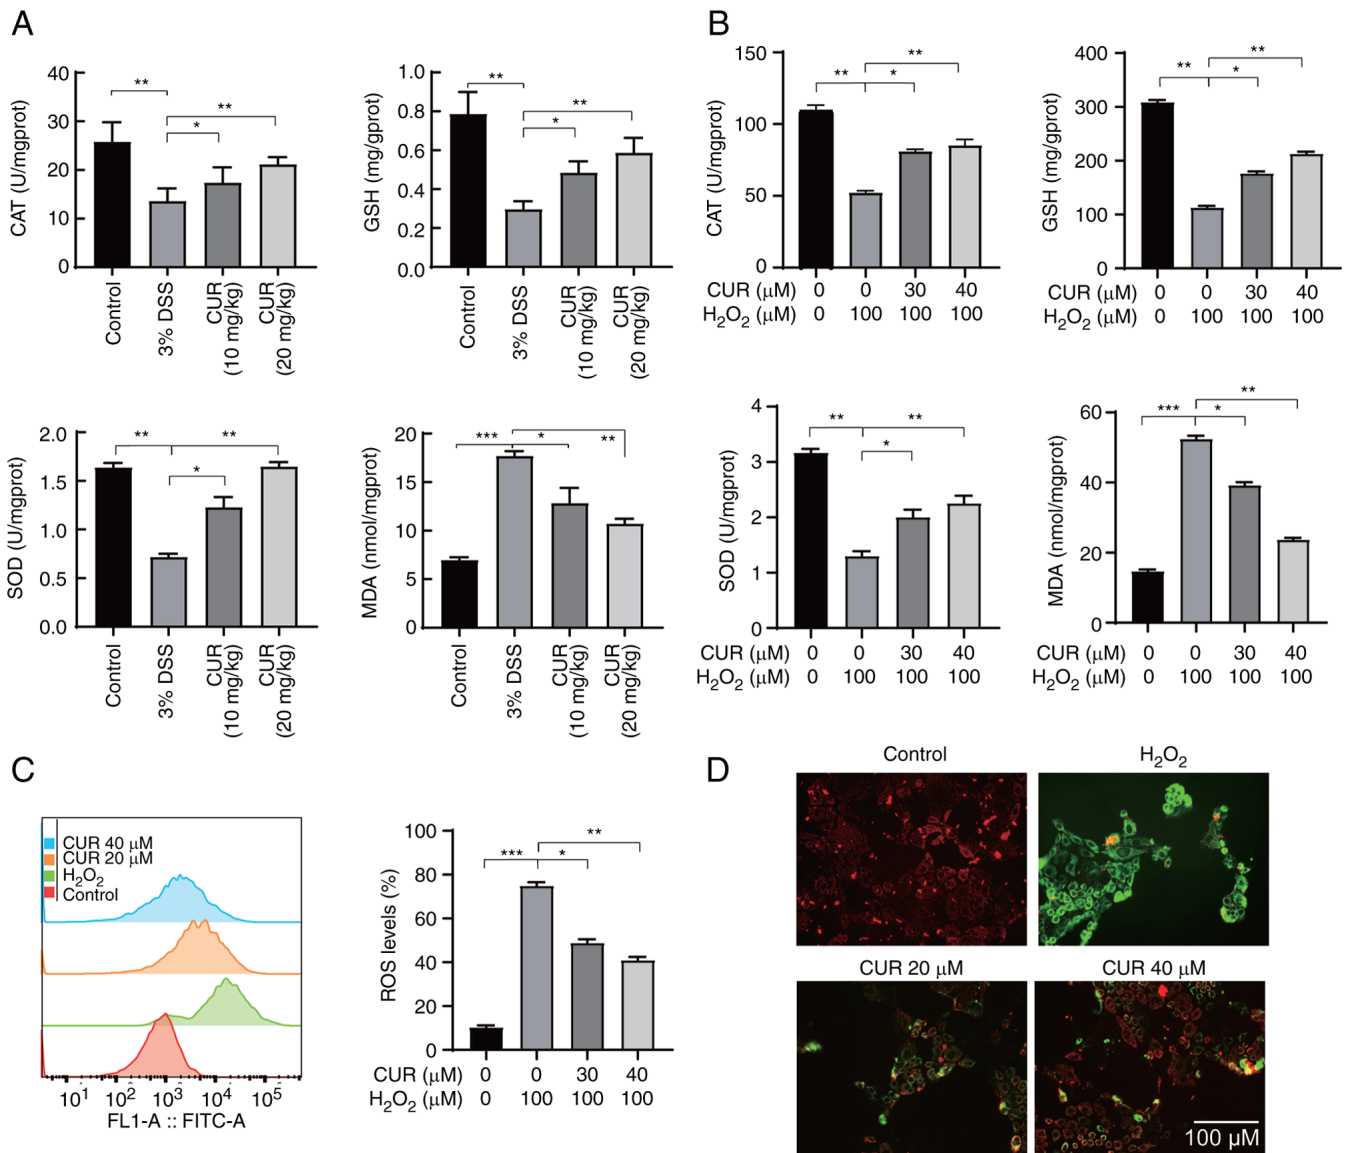 A
B
40
30
20
10
0
CAT (U/mgprot)
**
*
**
Control
3% DSS
CUR
(10 mg/kg)
CUR
(20 mg/kg)
1.0
0.8
0.6
0.4
0.2
0.0
GSH (mg/gprot)
**
*
**
Control
3% DSS
CUR
(10 mg/kg)
CUR
(20 mg/kg)
150
100
50
0
CAT (U/mgprot)
**
*
**
CUR (μM) 0 0 30 40
H₂O₂ (μM) 0 100 100 100
400
300
200
100
0
GSH (mg/gprot)
**
*
**
CUR (μM) 0 0 30 40
H₂O₂ (μM) 0 100 100 100
2.0
1.5
1.0
0.5
0.0
SOD (U/mgprot)
**
**
*
Control
3% DSS
CUR
(10 mg/kg)
CUR
(20 mg/kg)
20
15
10
5
0
MDA (nmol/mgprot)
***
*
**
Control
3% DSS
CUR
(10 mg/kg)
CUR
(20 mg/kg)
4
3
2
1
0
SOD (U/mgprot)
**
**
*
CUR (μM) 0 0 30 40
H₂O₂ (μM) 0 100 100 100
60
40
20
0
MDA (nmol/mgprot)
***
*
**
CUR (μM) 0 0 30 40
H₂O₂ (μM) 0 100 100 100
C
CUR 40 μM
CUR 20 μM
H₂O₂
Control
10¹ 10² 10³ 10⁴ 10⁵
FL1-A :: FITC-A
100
80
60
40
20
0
ROS levels (%)
***
*
**
CUR (μM) 0 0 30 40
H₂O₂ (μM) 0 100 100 100
D
Control
H₂O₂
CUR 20 μM
CUR 40 μM
100 μM